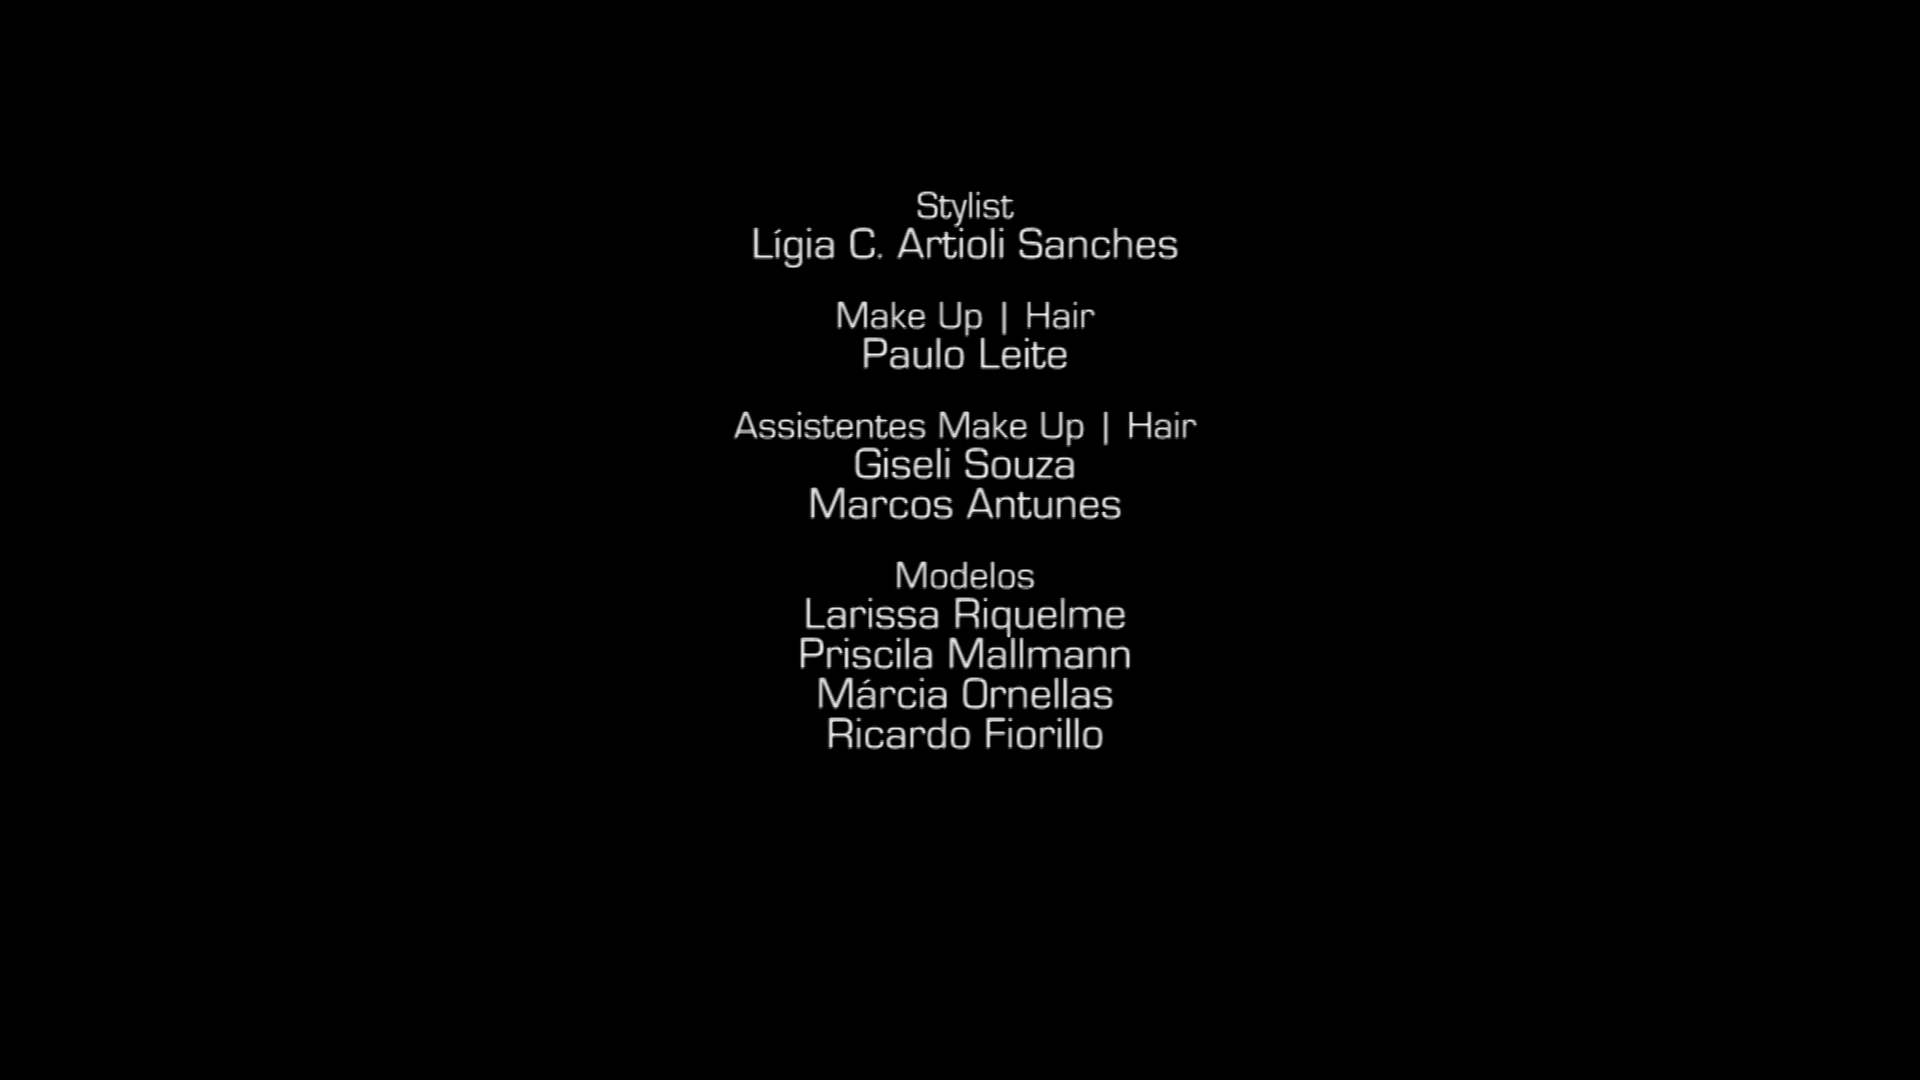 Stylist
Lígia C. Artioli Sanches
Make Up | Hair
Paulo Leite
Assistentes Make Up | Hair
Giseli Souza
Marcos Antunes
Modelos
Larissa Riquelme
Priscila Mallmann
Márcia Ornellas
Ricardo Fiorillo